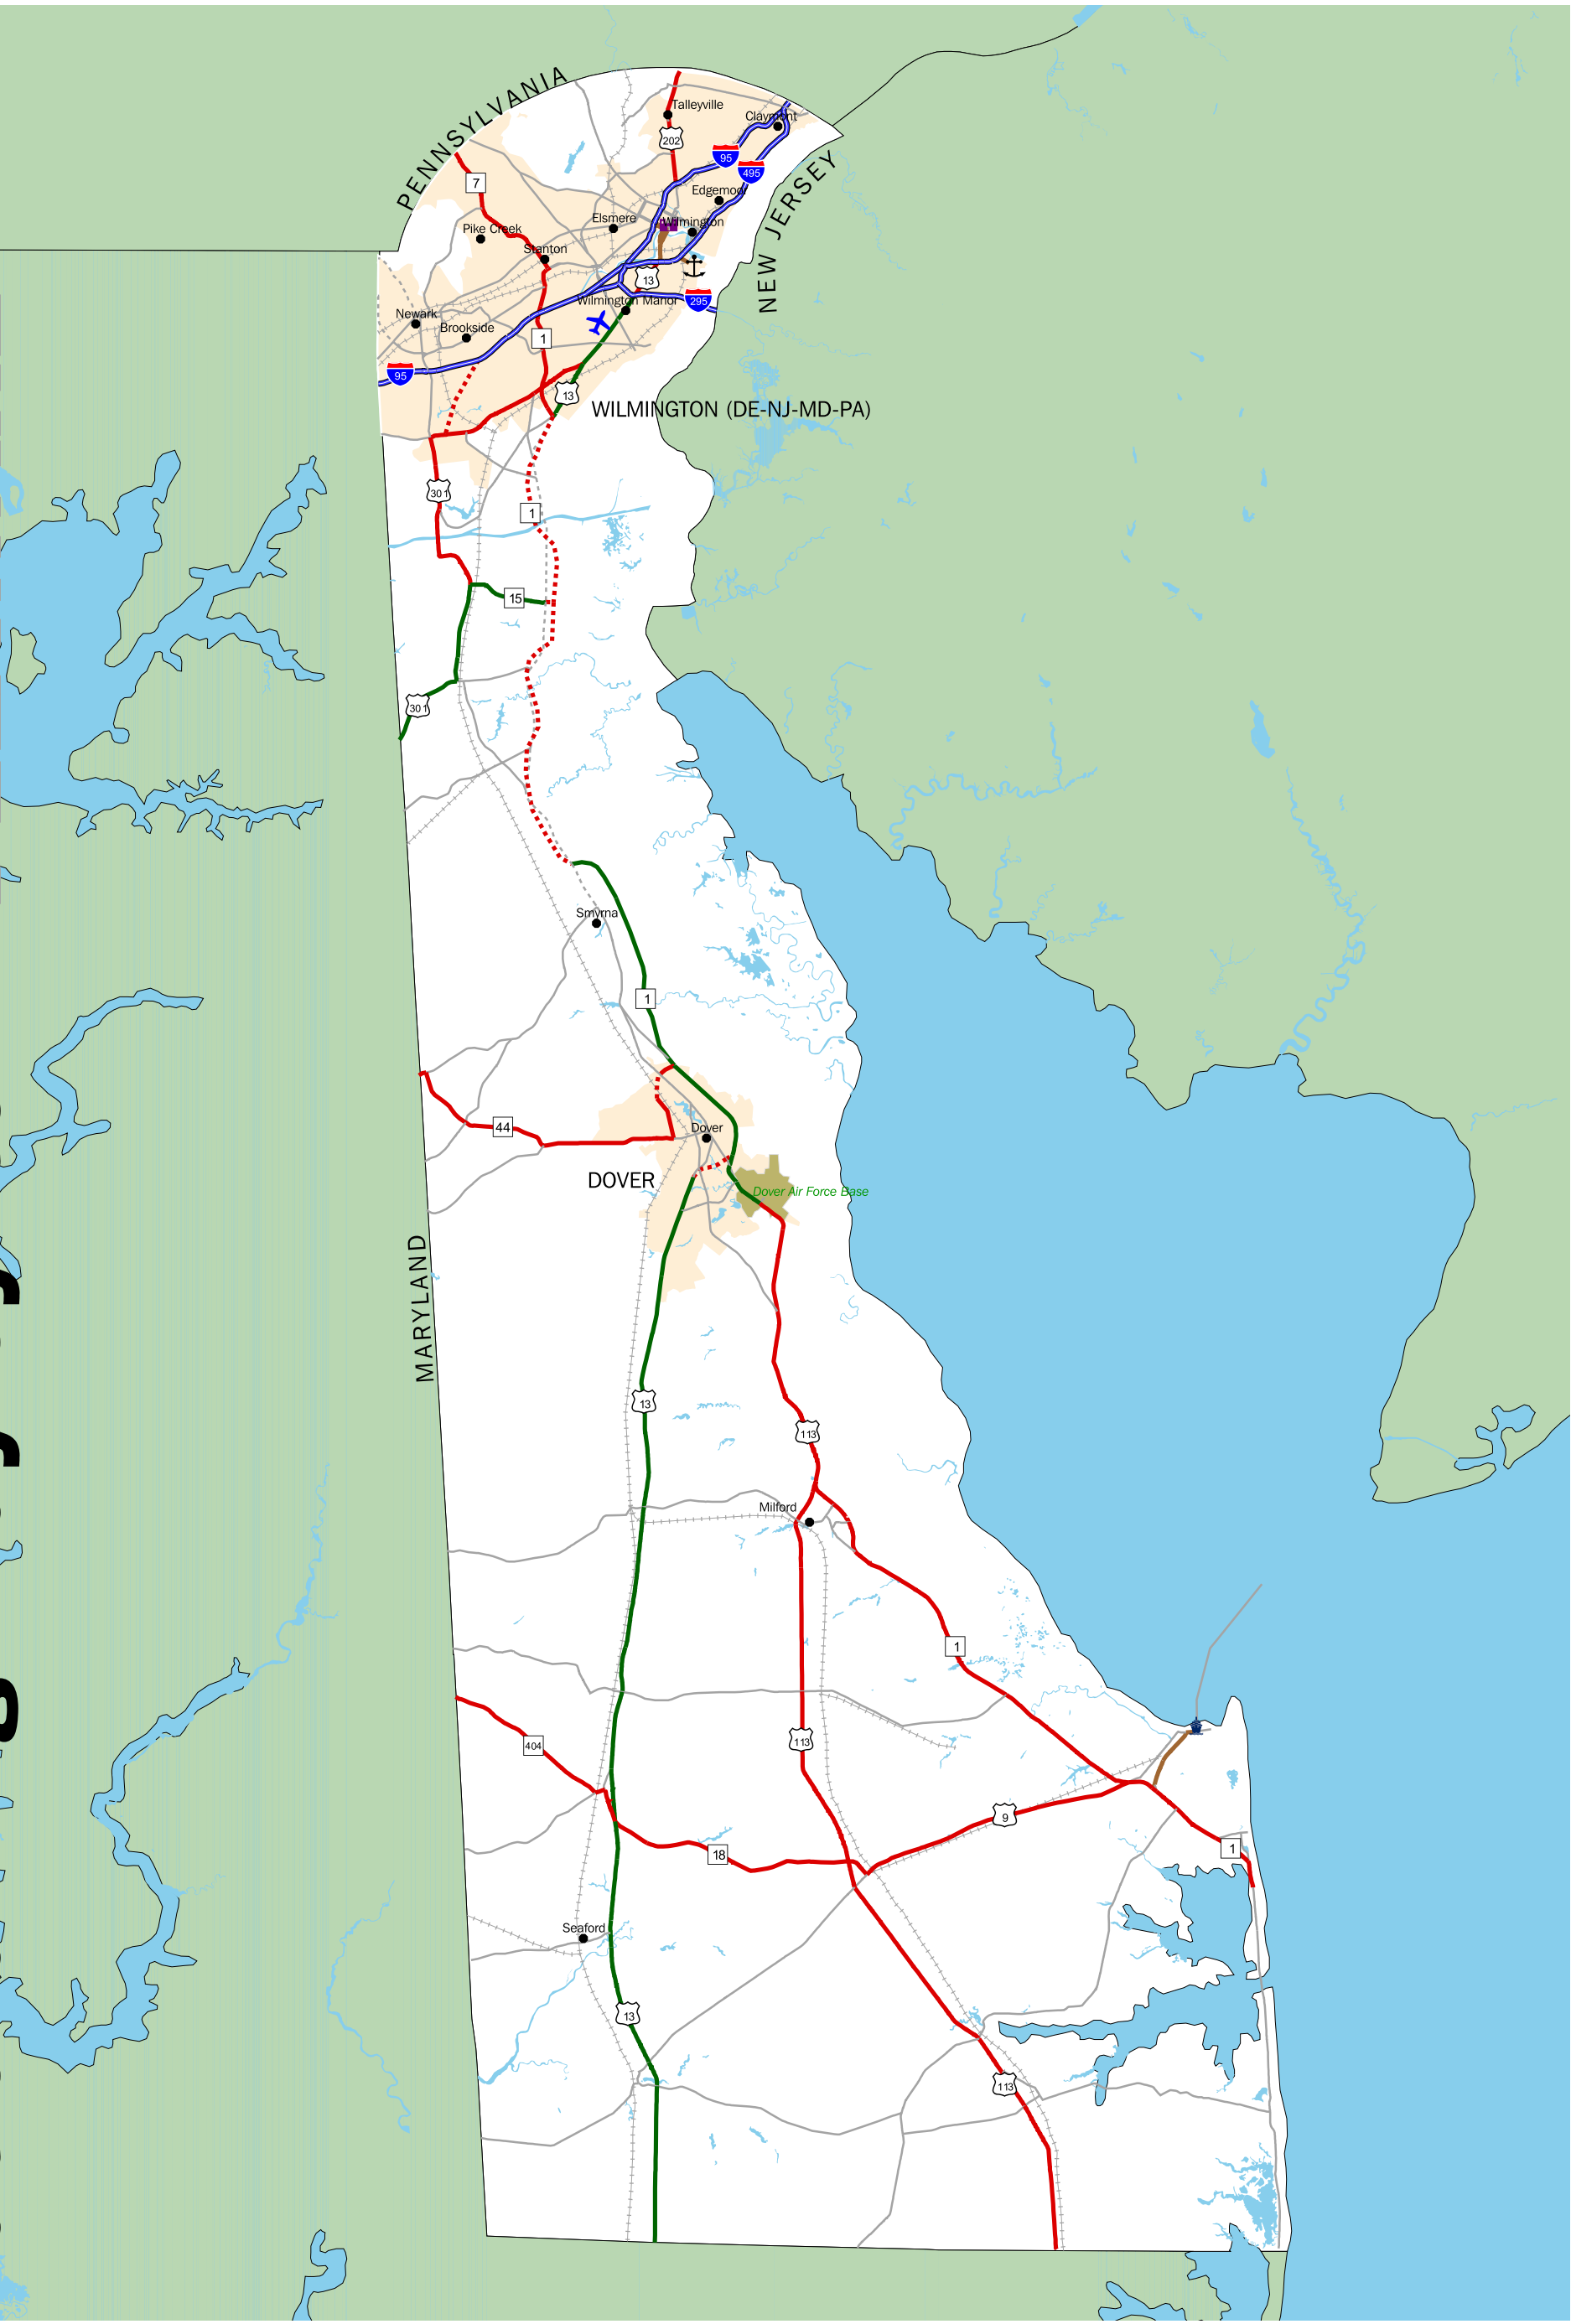 PENNSYLVANIA
Talleyville
Claymont
202
95
495
7
Edgemoor
Elsmere
Wilmington
Pike Creek
Stanton
NEW JERSEY
13
295
Wilmington Manor
Newark
Brookside
1
95
13
WILMINGTON (DE-NJ-MD-PA)
301
1
15
301
Smyrna
1
44
Dover
DOVER
Dover Air Force Base
MARYLAND
13
113
Milford
1
113
404
9
18
1
Seaford
13
113